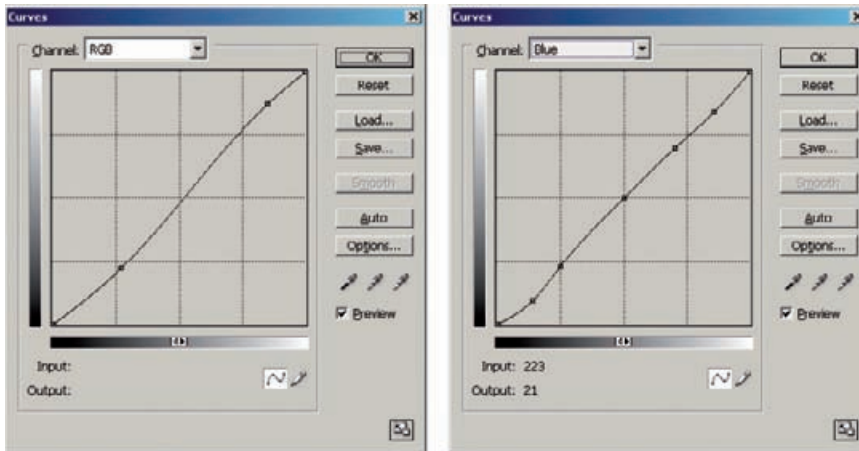 Curves
Channel: RGB
OK
Reset
Load...
Save...
Smooth
Auto
Options...
Preview
Input:
Output:
Curves
Channel: Blue
OK
Reset
Load...
Save...
Smooth
Auto
Options...
Preview
Input: 223
Output: 21